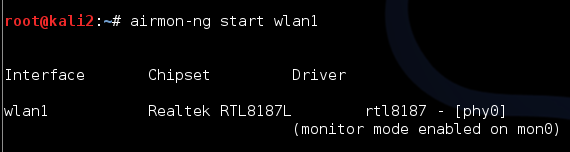 root@kali2:~# airmon-ng start wlan1
Interface Chipset Driver
wlan1 Realtek RTL8187L rtl8187 - [phy0]
(monitor mode enabled on mon0)